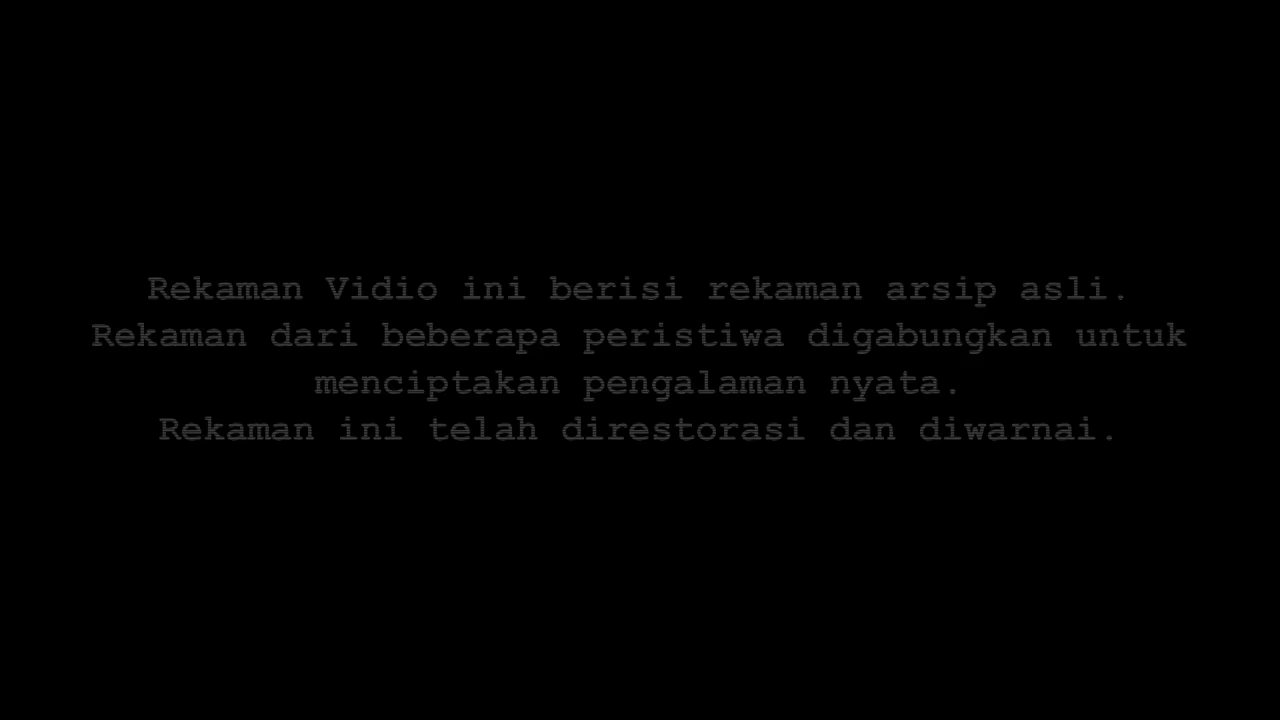 Rekaman Vidio ini berisi rekaman arsip asli.
Rekaman dari beberapa peristiwa digabungkan untuk
menciptakan pengalaman nyata.
Rekaman ini telah direstorasi dan diwarnai.